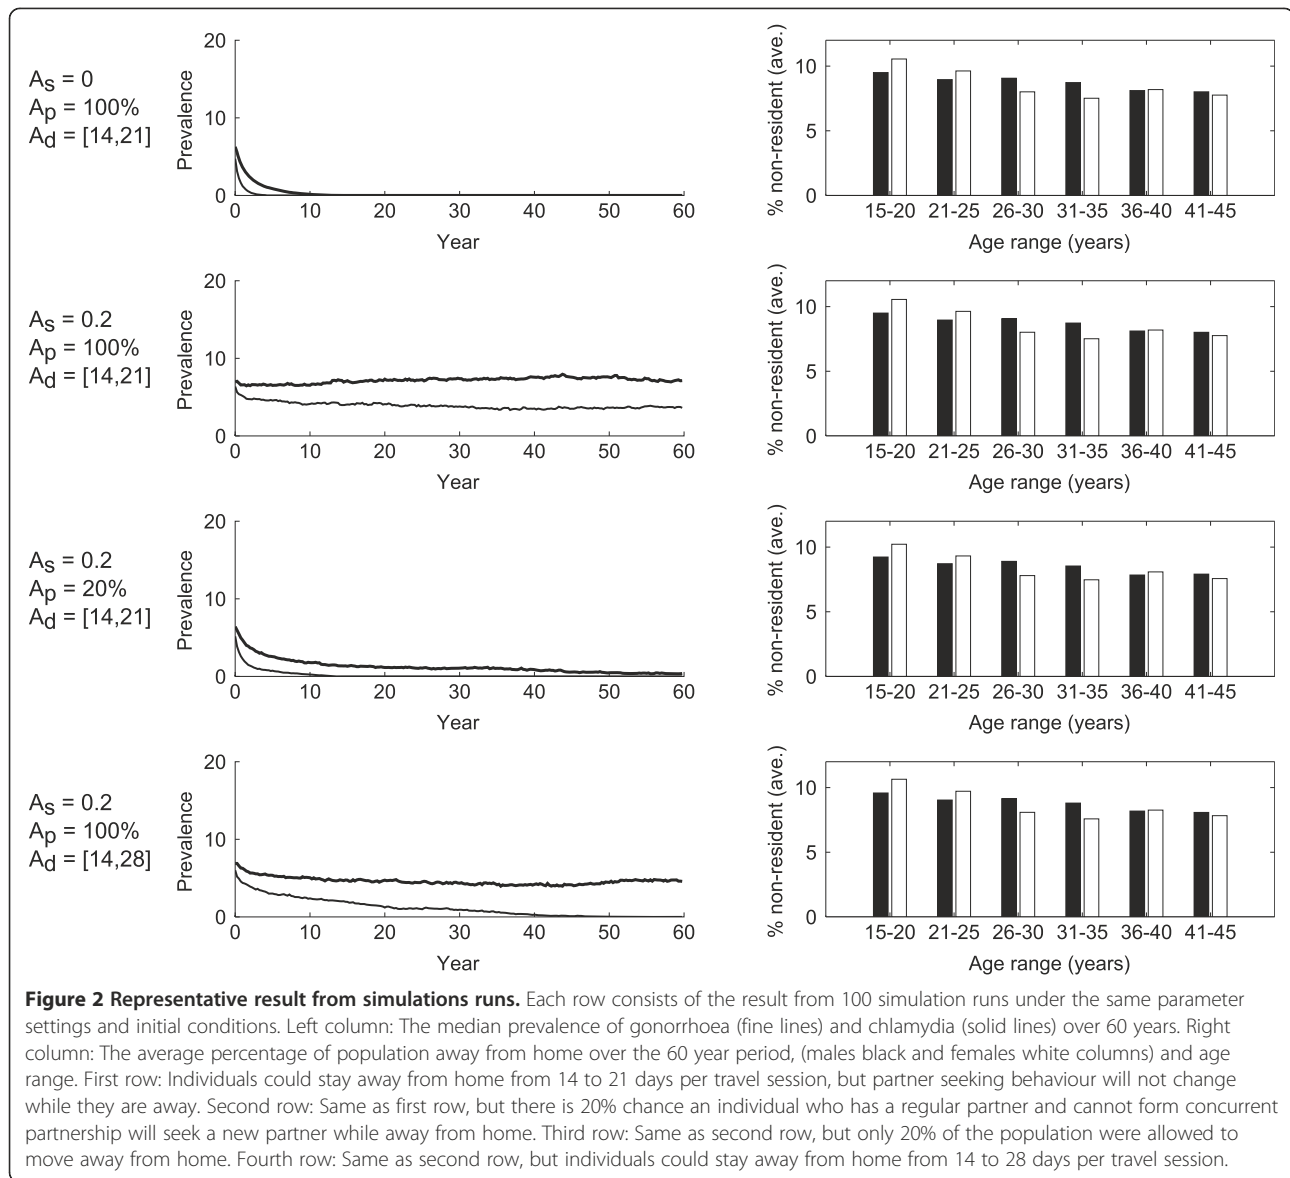 A_s = 0
A_p = 100%
A_d = [14,21]
20
10
0
Prevalence
0 10 20 30 40 50 60
Year
10
5
0
% non-resident (ave.)
15-20 21-25 26-30 31-35 36-40 41-45
Age range (years)
A_s = 0.2
A_p = 100%
A_d = [14,21]
20
10
0
Prevalence
0 10 20 30 40 50 60
Year
10
5
0
% non-resident (ave.)
15-20 21-25 26-30 31-35 36-40 41-45
Age range (years)
A_s = 0.2
A_p = 20%
A_d = [14,21]
20
10
0
Prevalence
0 10 20 30 40 50 60
Year
10
5
0
% non-resident (ave.)
15-20 21-25 26-30 31-35 36-40 41-45
Age range (years)
A_s = 0.2
A_p = 100%
A_d = [14,28]
20
10
0
Prevalence
0 10 20 30 40 50 60
Year
10
5
0
% non-resident (ave.)
15-20 21-25 26-30 31-35 36-40 41-45
Age range (years)
Figure 2 Representative result from simulations runs. Each row consists of the result from 100 simulation runs under the same parameter
settings and initial conditions. Left column: The median prevalence of gonorrhoea (fine lines) and chlamydia (solid lines) over 60 years. Right
column: The average percentage of population away from home over the 60 year period, (males black and females white columns) and age
range. First row: Individuals could stay away from home from 14 to 21 days per travel session, but partner seeking behaviour will not change
while they are away. Second row: Same as first row, but there is 20% chance an individual who has a regular partner and cannot form concurrent
partnership will seek a new partner while away from home. Third row: Same as second row, but only 20% of the population were allowed to
move away from home. Fourth row: Same as second row, but individuals could stay away from home from 14 to 28 days per travel session.